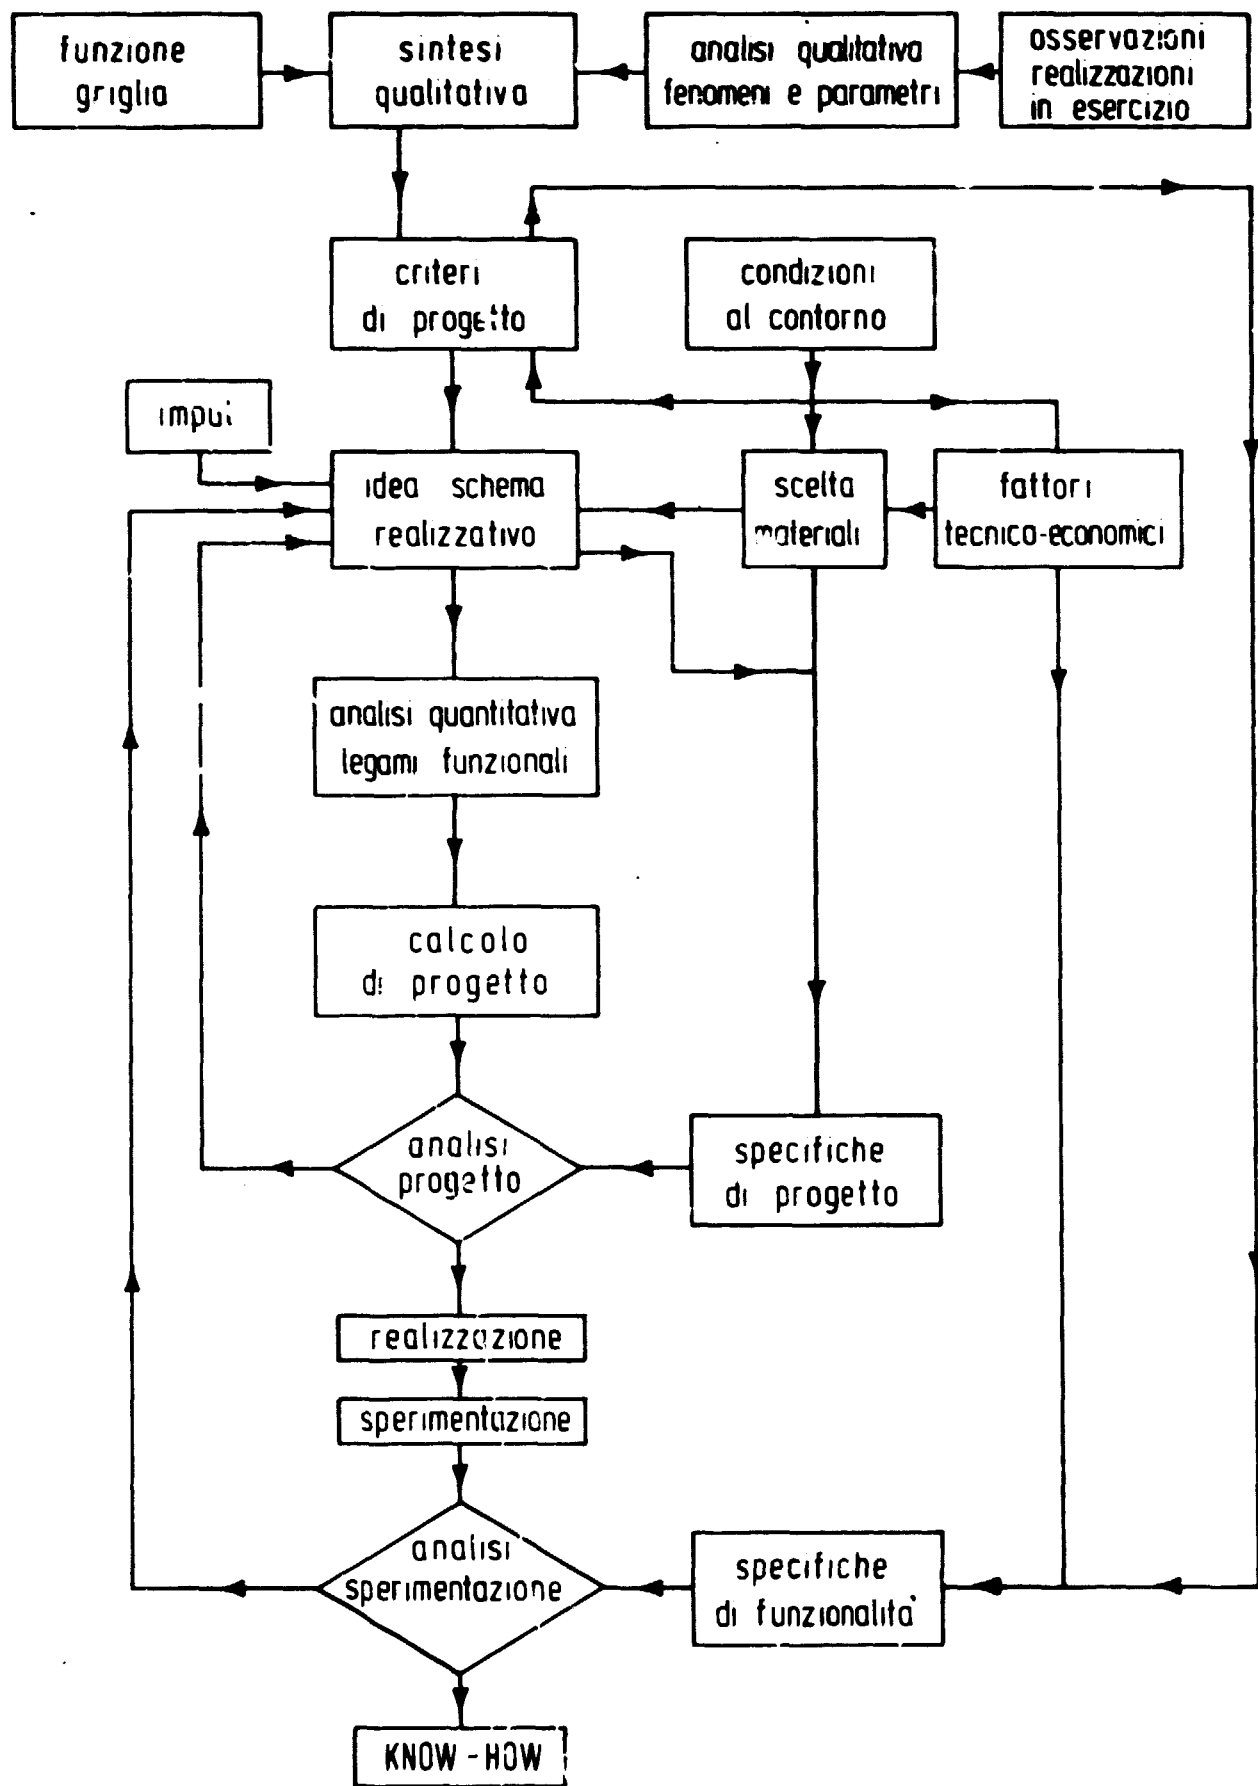 funzione
griglia
sintesi
qualitativa
analisi qualitativa
fenomeni e parametri
osservazioni
realizzazioni
in esercizio
criteri
di progetto
condizioni
al contorno
idea schema
realizzativo
scelta
materiali
fattori
tecnico-economici
analisi quantitativa
legami funzionali
calcolo
di progetto
analisi
progetto
specifiche
di progetto
realizzazione
sperimentazione
analisi
sperimentazione
specifiche
di funzionalità
KNOW-HOW